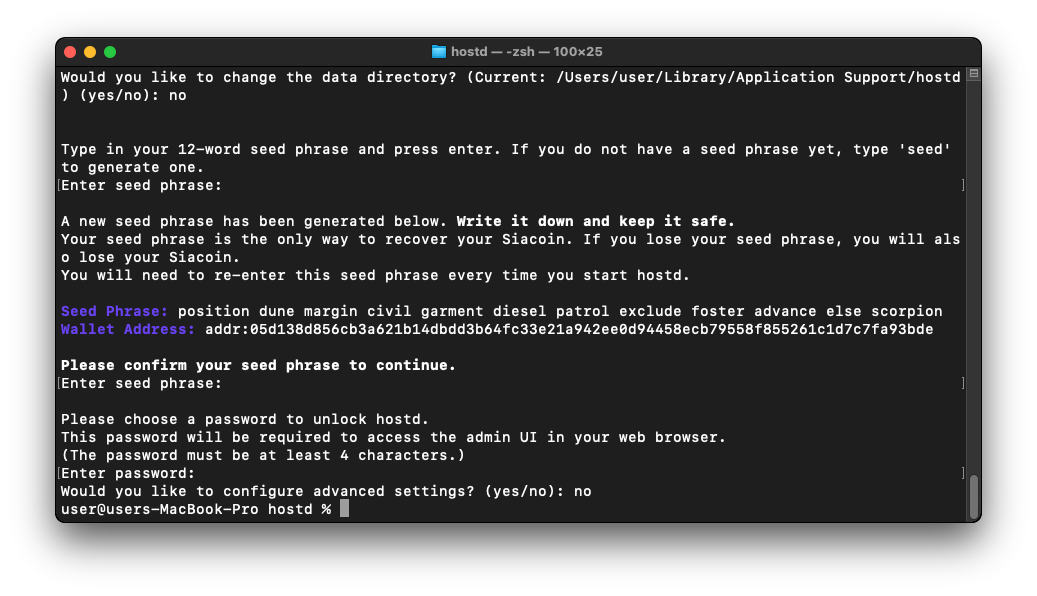 hostd — -zsh — 100×25
Would you like to change the data directory? (Current: /Users/user/Library/Application Support/hostd
) (yes/no): no
Type in your 12-word seed phrase and press enter. If you do not have a seed phrase yet, type 'seed'
to generate one.
[Enter seed phrase: ]
A new seed phrase has been generated below. Write it down and keep it safe.
Your seed phrase is the only way to recover your Siacoin. If you lose your seed phrase, you will als
o lose your Siacoin.
You will need to re-enter this seed phrase every time you start hostd.
Seed Phrase: position dune margin civil garment diesel patrol exclude foster advance else scorpion
Wallet Address: addr:05d138d856cb3a621b14dbdd3b64fc33e21a942ee0d94458ecb79558f855261c1d7c7fa93bde
Please confirm your seed phrase to continue.
[Enter seed phrase: ]
Please choose a password to unlock hostd.
This password will be required to access the admin UI in your web browser.
(The password must be at least 4 characters.)
[Enter password: ]
Would you like to configure advanced settings? (yes/no): no
user@users-MacBook-Pro hostd %